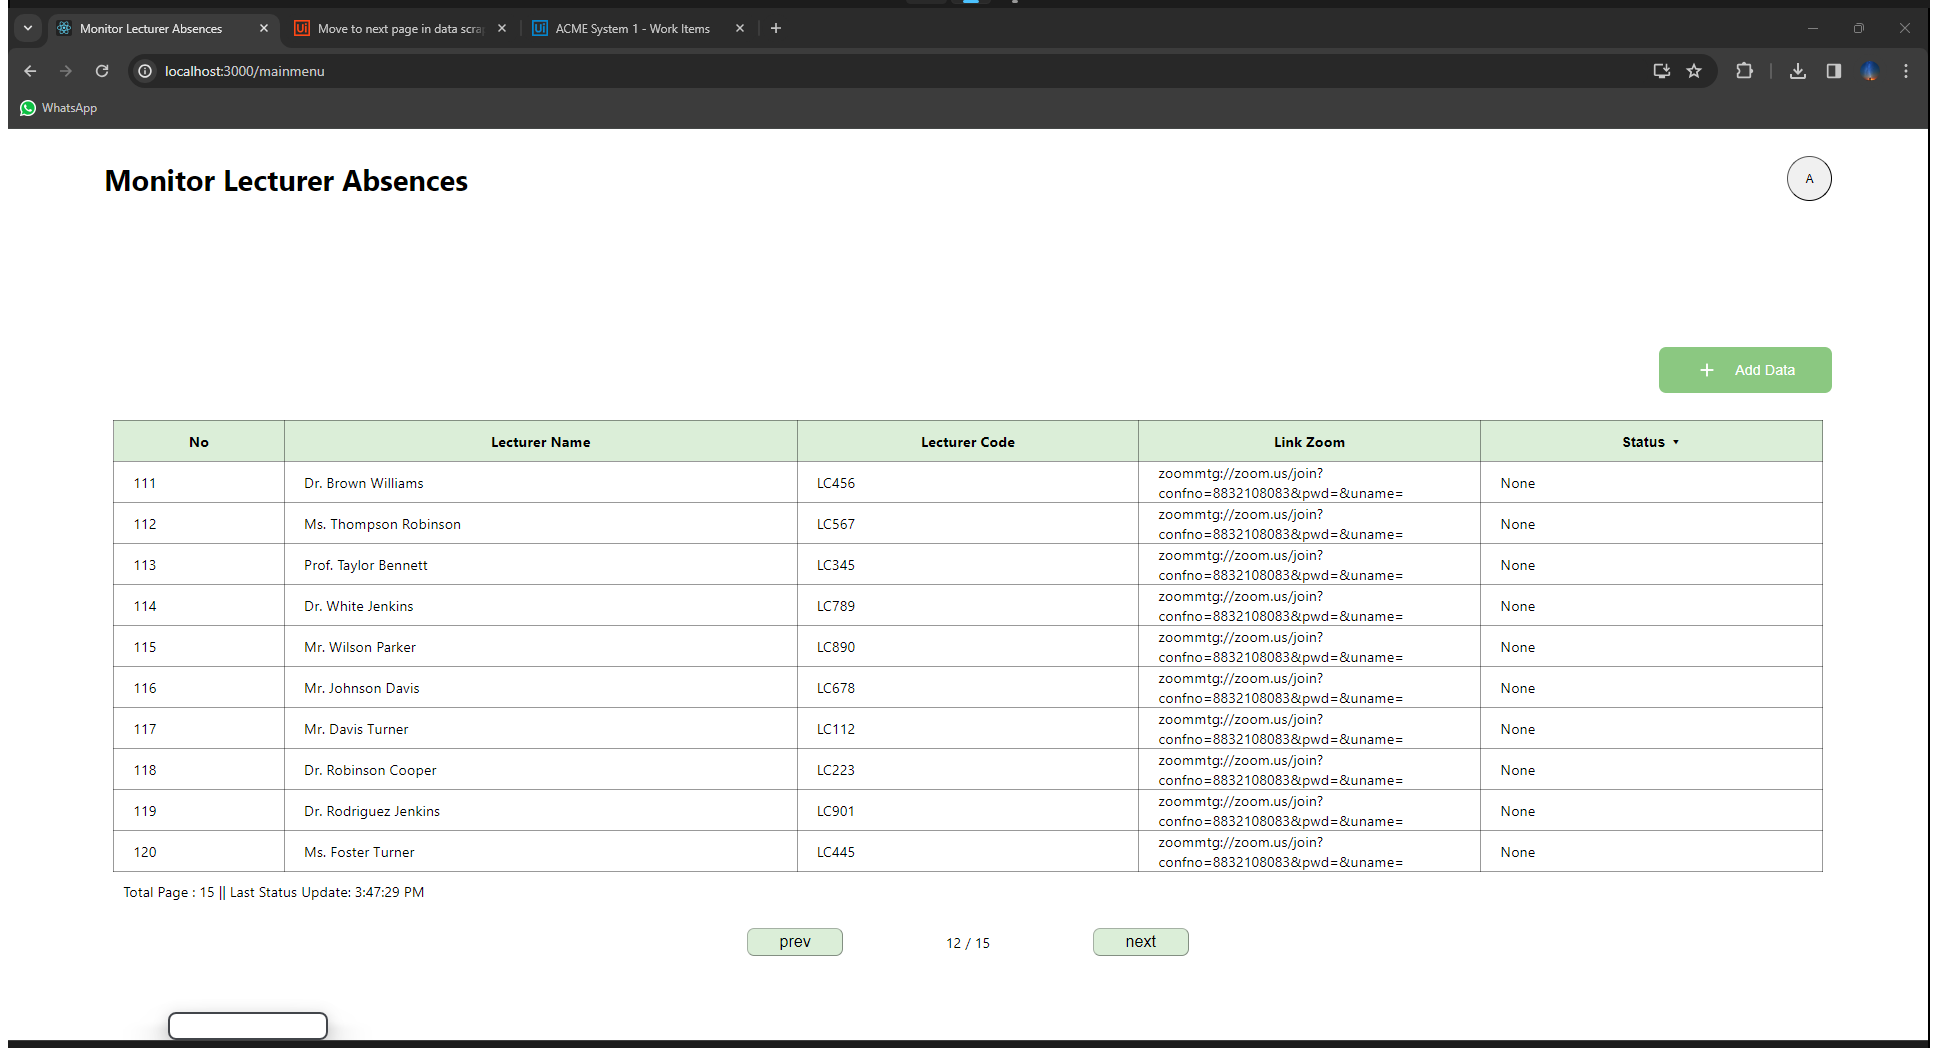 Monitor Lecturer Absences
Move to next page in data scra
ACME System 1 - Work Items
localhost:3000/mainmenu
WhatsApp
Monitor Lecturer Absences
A
+ Add Data
No Lecturer Name Lecturer Code Link Zoom Status ▼
111 Dr. Brown Williams LC456 zoommtg://zoom.us/join?
confno=8832108083&pwd=&uname= None
112 Ms. Thompson Robinson LC567 zoommtg://zoom.us/join?
confno=8832108083&pwd=&uname= None
113 Prof. Taylor Bennett LC345 zoommtg://zoom.us/join?
confno=8832108083&pwd=&uname= None
114 Dr. White Jenkins LC789 zoommtg://zoom.us/join?
confno=8832108083&pwd=&uname= None
115 Mr. Wilson Parker LC890 zoommtg://zoom.us/join?
confno=8832108083&pwd=&uname= None
116 Mr. Johnson Davis LC678 zoommtg://zoom.us/join?
confno=8832108083&pwd=&uname= None
117 Mr. Davis Turner LC112 zoommtg://zoom.us/join?
confno=8832108083&pwd=&uname= None
118 Dr. Robinson Cooper LC223 zoommtg://zoom.us/join?
confno=8832108083&pwd=&uname= None
119 Dr. Rodriguez Jenkins LC901 zoommtg://zoom.us/join?
confno=8832108083&pwd=&uname= None
120 Ms. Foster Turner LC445 zoommtg://zoom.us/join?
confno=8832108083&pwd=&uname= None
Total Page : 15 || Last Status Update: 3:47:29 PM
prev 12 / 15 next